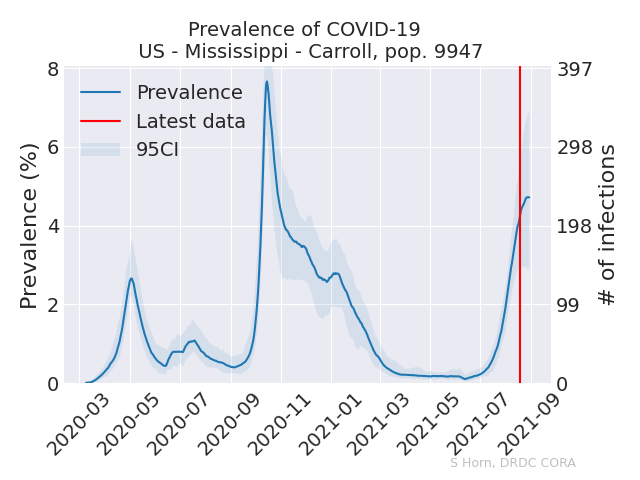 Prevalence of COVID-19
US - Mississippi - Carroll, pop. 9947
Prevalence (%)
8
6
4
2
0
Prevalence
Latest data
95CI
397
298
198
99
0
# of infections
2020-03
2020-05
2020-07
2020-09
2020-11
2021-01
2021-03
2021-05
2021-07
2021-09
S Horn, DRDC CORA